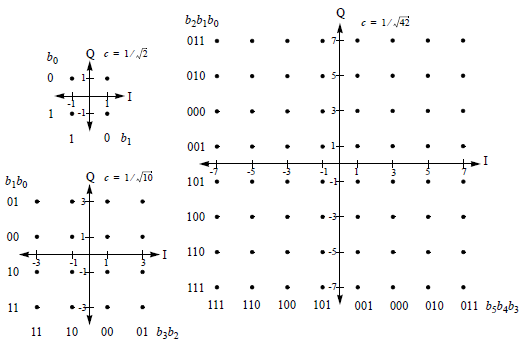 b₀ Q c = 1/√2
0 1
-1 1 I
1 -1
1 0 b₁
b₁b₀ Q c = 1/√10
01 3
00 1
-3 -1 1 3 I
10 -1
11 -3
11 10 00 01 b₃b₂
b₂b₁b₀ Q c = 1/√42
011 7
010 5
000 3
001 1
-7 -5 -3 -1 1 3 5 7 I
101 -1
100 -3
110 -5
111 -7
111 110 100 101 001 000 010 011 b₅b₄b₃